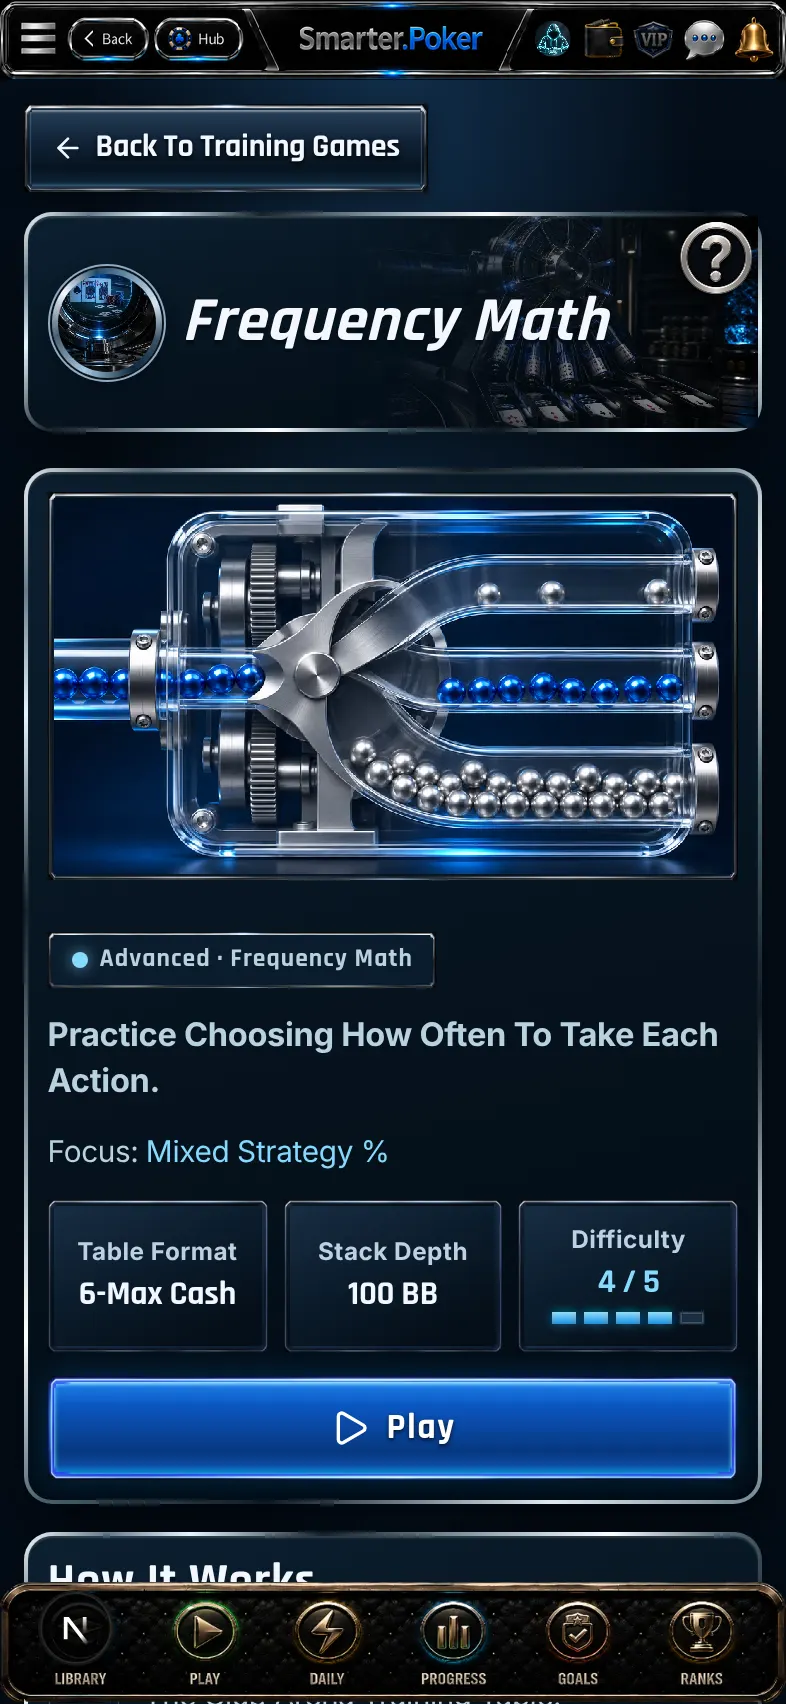 Back
Hub
Smarter.Poker
VIP
Back To Training Games
?
Frequency Math
Advanced · Frequency Math
Practice Choosing How Often To Take Each
Action.
Focus: Mixed Strategy %
Table Format
6-Max Cash
Stack Depth
100 BB
Difficulty
4 / 5
Play
How It Works
N
LIBRARY
PLAY
DAILY
PROGRESS
GOALS
RANKS